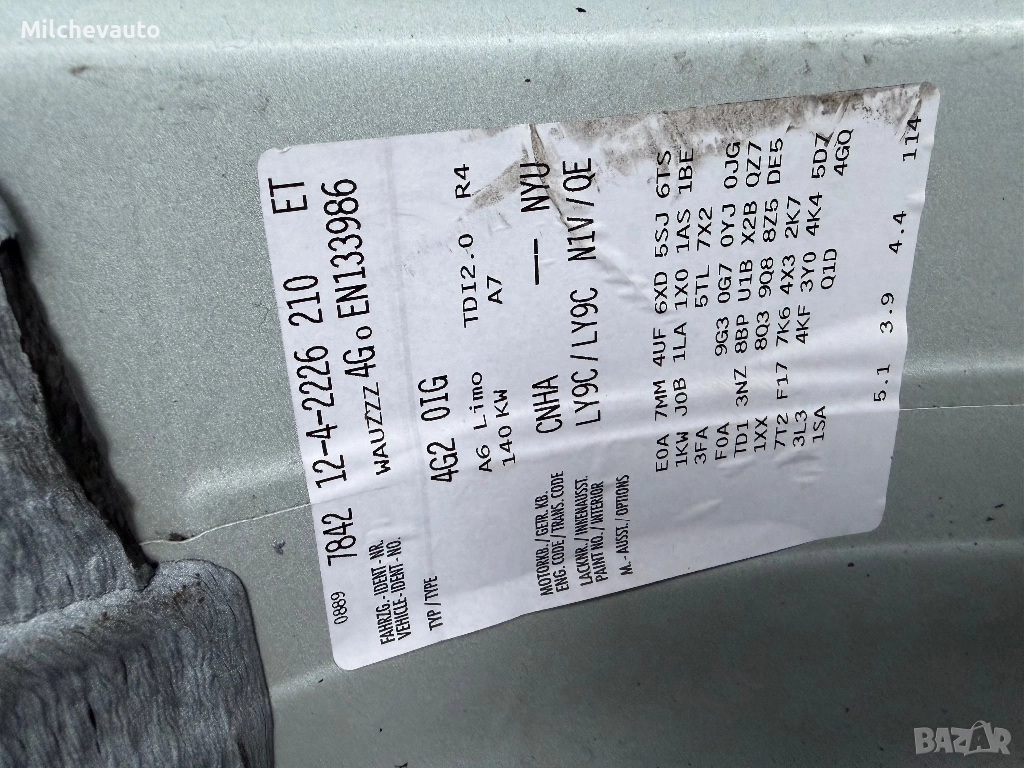 Milchevauto
0889 7842 12-4-2226 210 ET
FAHRZG.-IDENT-NR.
VEHICLE-IDENT-NO.
WAUZZZ 4G0 EN133986
TYP/TYPE
4G2 0IG
A6 Limo TDI2.0 R4
140KW A7
MOTORKB./GETR.KB.
ENG.CODE/TRANS.CODE
CNHA —— NYU
LACKNR./INNENAUSST.
PAINT NO./INTERIOR
LY9C/LY9C N1V/QE
M.-AUSST./OPTIONS
E0A 7MM 4UF 6XD 5SJ 6TS
1KW J0B 1LA 1X0 1AS 1BE
3FA 5TL 7X2
F0A 9G3 0G7 0YJ 0JG
TD1 3NZ 8BP U1B X2B QZ7
1XX 8Q3 9Q8 8Z5 DE5
7T2 F17 7K6 4X3 2K7
3L3 4KF 3Y0 4K4 5D7
1SA Q1D 4GQ
5.1 3.9 4.4 114
BAZAR